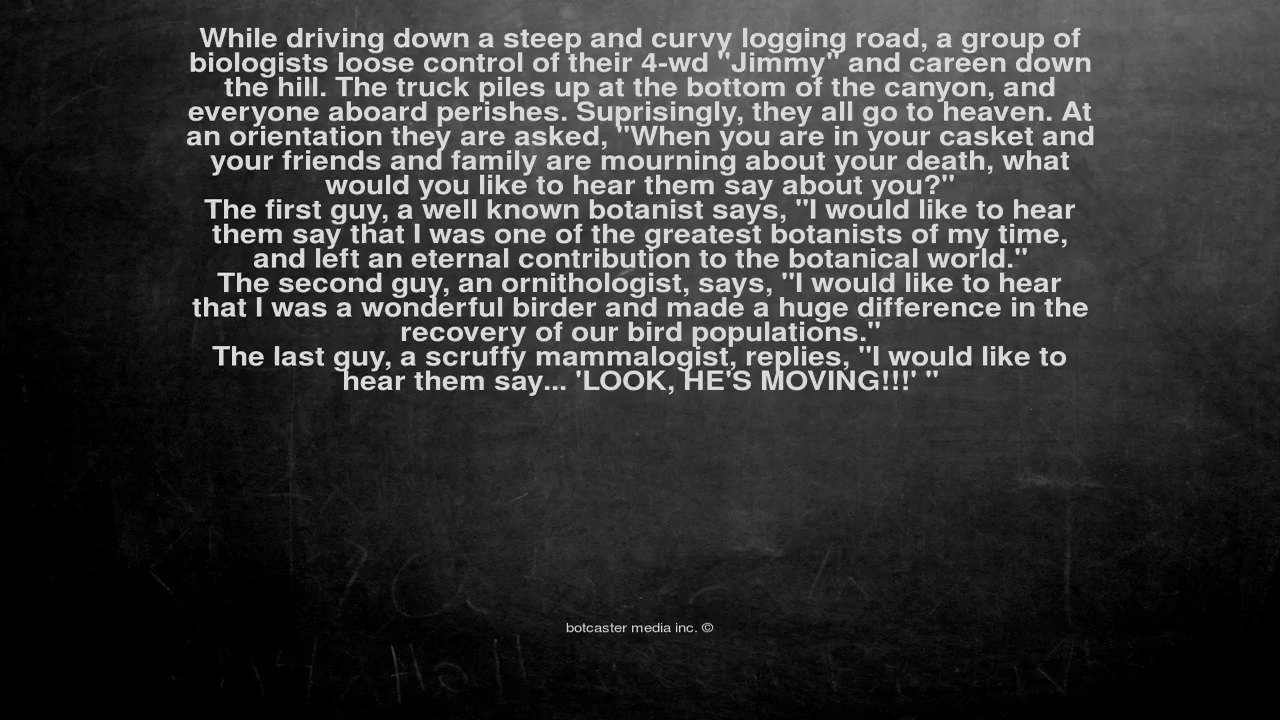 While driving down a steep and curvy logging road, a group of
biologists loose control of their 4-wd "Jimmy" and careen down
the hill. The truck piles up at the bottom of the canyon, and
everyone aboard perishes. Suprisingly, they all go to heaven. At
an orientation they are asked, "When you are in your casket and
your friends and family are mourning about your death, what
would you like to hear them say about you?"
The first guy, a well known botanist says, "I would like to hear
them say that I was one of the greatest botanists of my time,
and left an eternal contribution to the botanical world."
The second guy, an ornithologist, says, "I would like to hear
that I was a wonderful birder and made a huge difference in the
recovery of our bird populations."
The last guy, a scruffy mammalogist, replies, "I would like to
hear them say... 'LOOK, HE'S MOVING!!!' "
botcaster media inc. ©